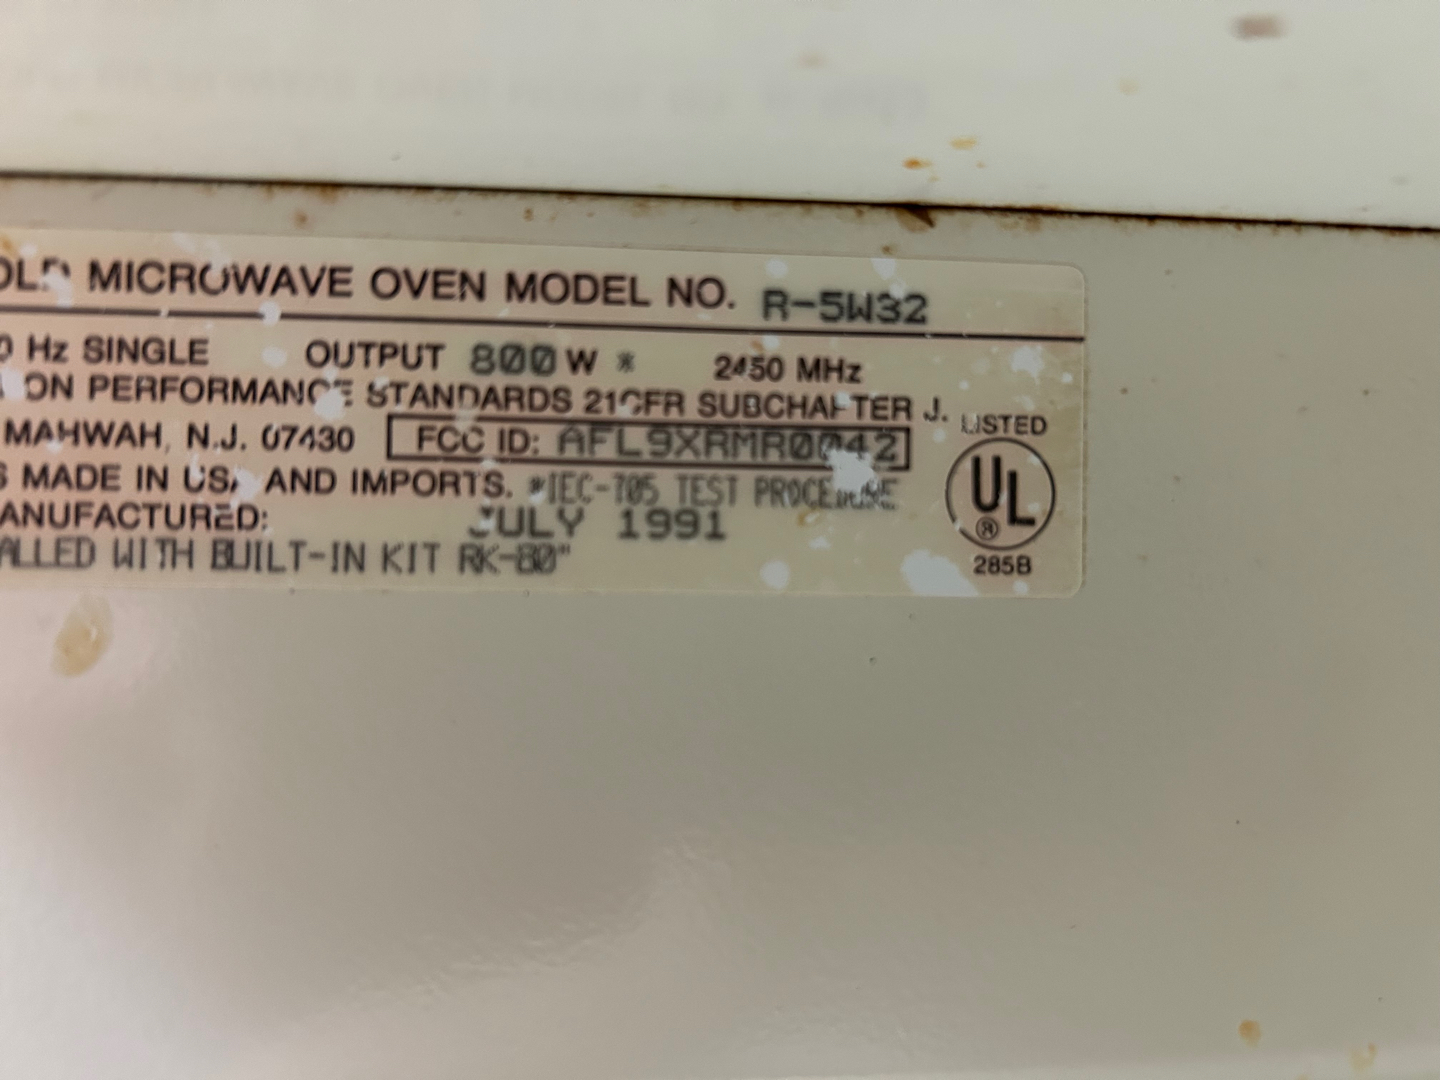 MICROWAVE OVEN MODEL NO. R-5W32
Hz SINGLE OUTPUT 800 W * 2450 MHz
ON PERFORMANCE STANDARDS 21CFR SUBCHAPTER J.
MAHWAH, N.J. 07430 FCC ID: AFL9XRMR0042
MADE IN USA AND IMPORTS. *IEC-705 TEST PROCEDURE
ANUFACTURED: JULY 1991
ALLED WITH BUILT-IN KIT RK-80"
LISTED
UL
®
285B